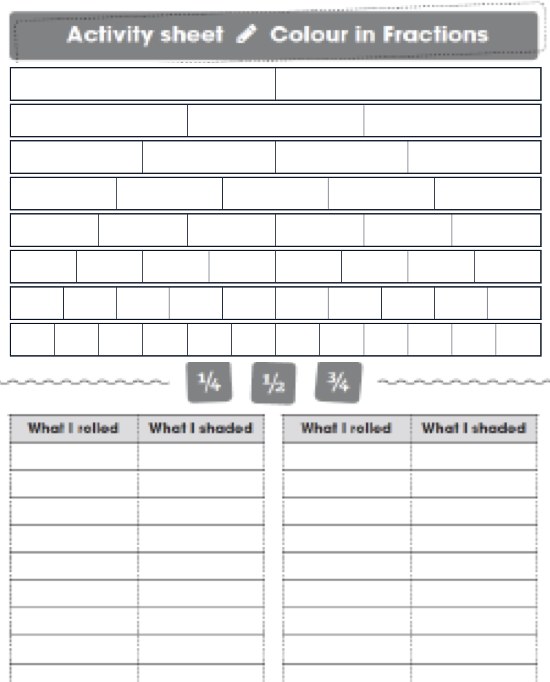 Activity sheet Colour in Fractions
¼ ½ ¾
What I rolled What I shaded What I rolled What I shaded